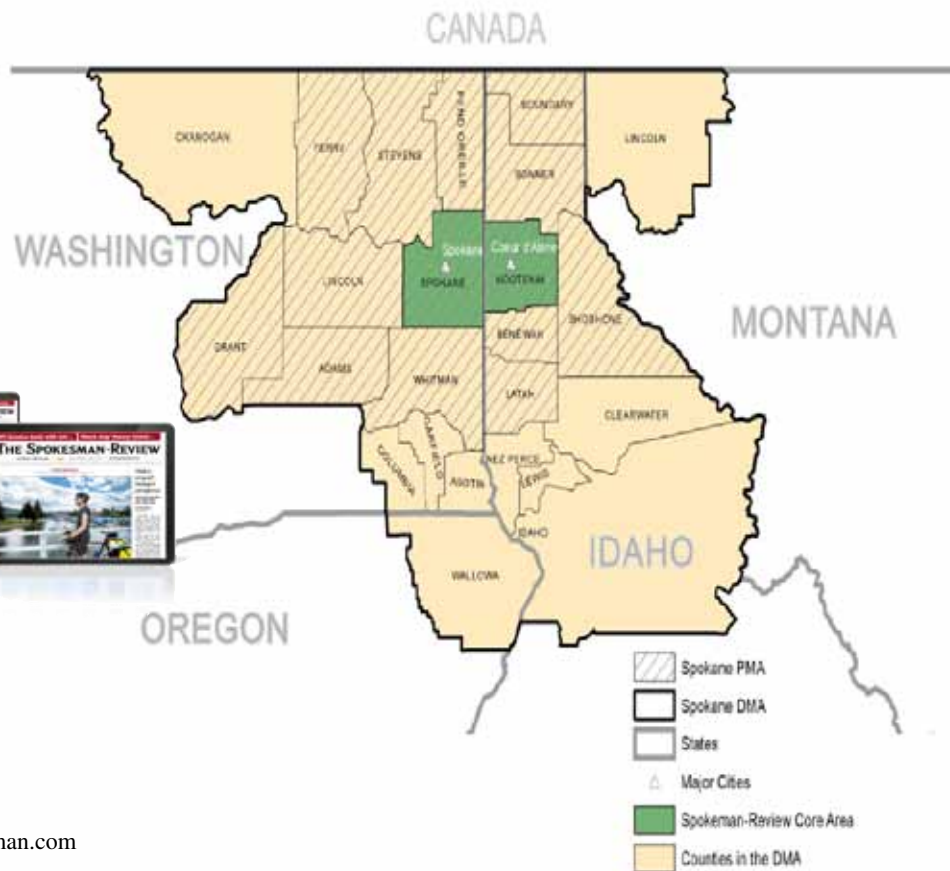 CANADA
OKANOGAN
FERRY
STEVENS
PEND OREILLE
BOUNDARY
BONNER
LINCOLN
WASHINGTON
Spokane
SPOKANE
Coeur d'Alene
KOOTENAI
LINCOLN
GRANT
ADAMS
WHITMAN
BENEWAH
SHOSHONE
LATAH
MONTANA
CLEARWATER
COLUMBIA
GARFIELD
ASOTIN
NEZ PERCE
LEWIS
IDAHO
IDAHO
WALLOWA
OREGON
THE SPOKESMAN-REVIEW
Spokane PMA
Spokane DMA
States
Major Cities
Spokeman-Review Core Area
Counties in the DMA
man.com